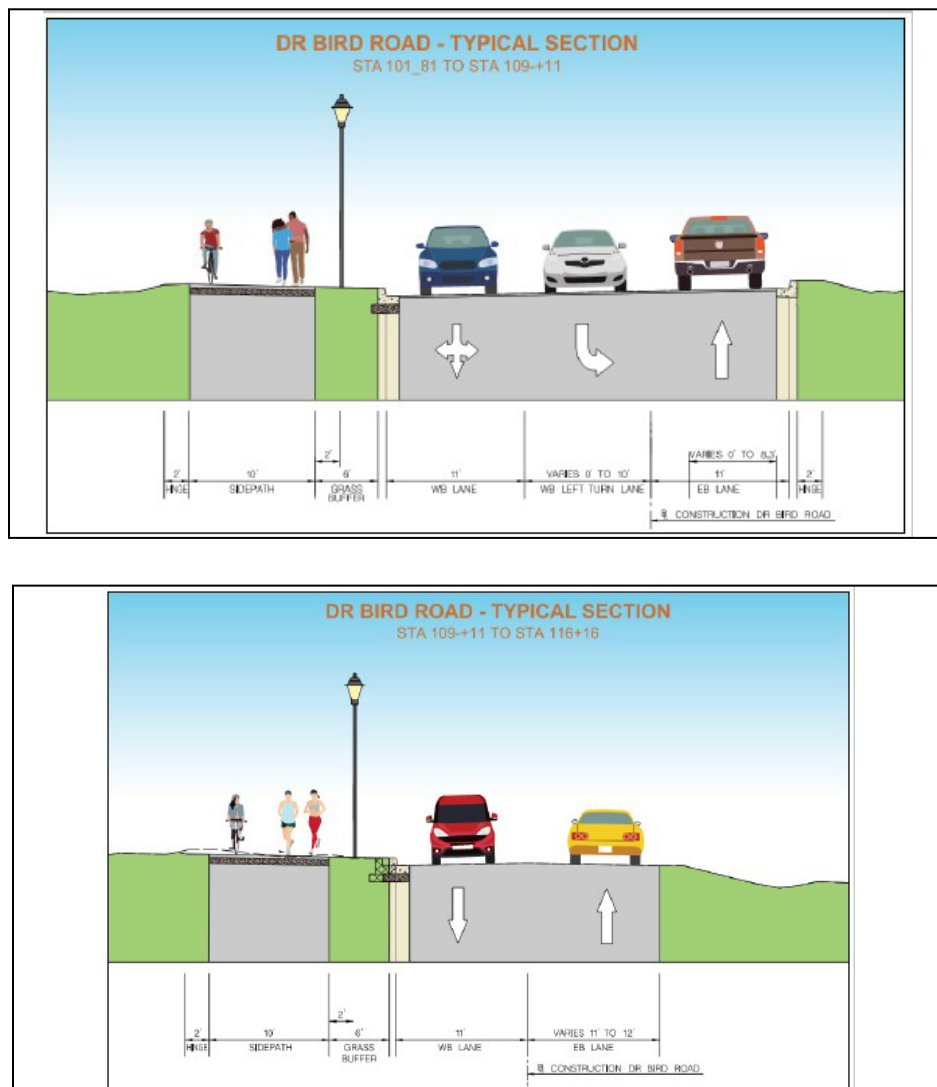 DR BIRD ROAD - TYPICAL SECTION
STA 101_81 TO STA 109-+11
VARIES 0' TO 8.3'
2'
2' 10' 6' 11' VARIES 0' TO 10' 11' 2'
HINGE SIDEPATH GRASS BUFFER WB LANE WB LEFT TURN LANE EB LANE HINGE
CONSTRUCTION DR BIRD ROAD
DR BIRD ROAD - TYPICAL SECTION
STA 109-+11 TO STA 116+16
2'
2' 10' 6' 11' VARIES 11' TO 12'
HINGE SIDEPATH GRASS BUFFER WB LANE EB LANE
CONSTRUCTION DR BIRD ROAD